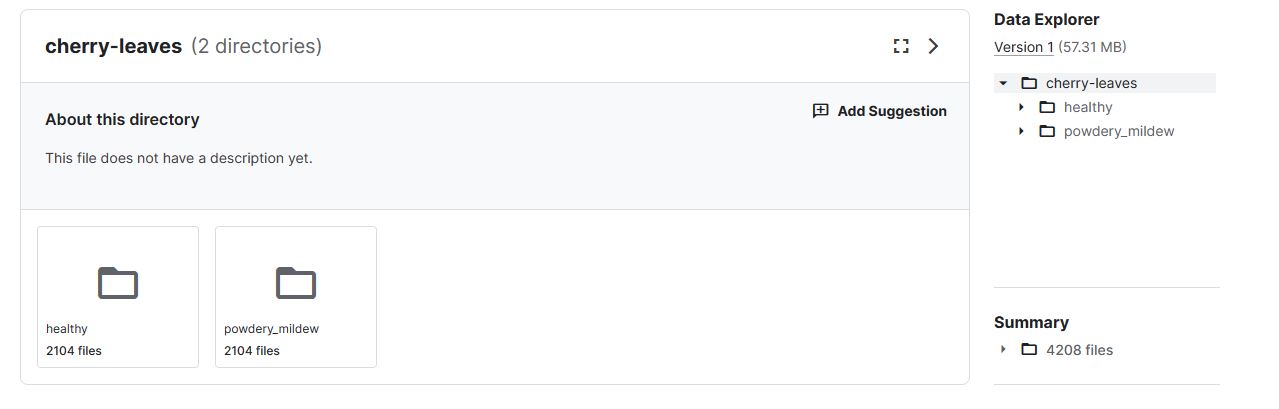 cherry-leaves (2 directories)
About this directory
Add Suggestion
This file does not have a description yet.
healthy
2104 files
powdery_mildew
2104 files
Data Explorer
Version 1 (57.31 MB)
cherry-leaves
healthy
powdery_mildew
Summary
4208 files